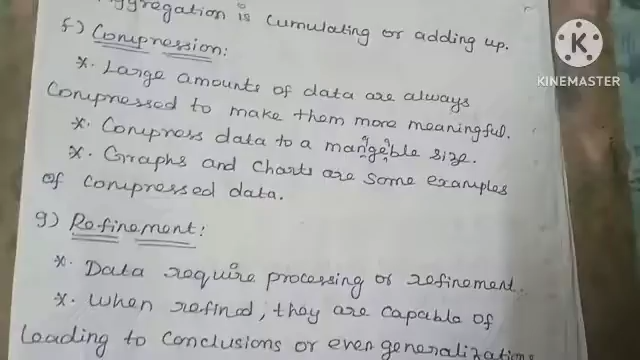 Aggregation is cumulating or adding up.
f) Compression:
*. Large amounts of data are always
compressed to make them more meaningful.
*. Compress data to a mangeable size.
*. Graphs and charts are some examples
of compressed data.
g) Refinement:
*. Data require processing or refinement.
*. When refined, they are capable of
leading to conclusions or even generalizations
KINEMASTER